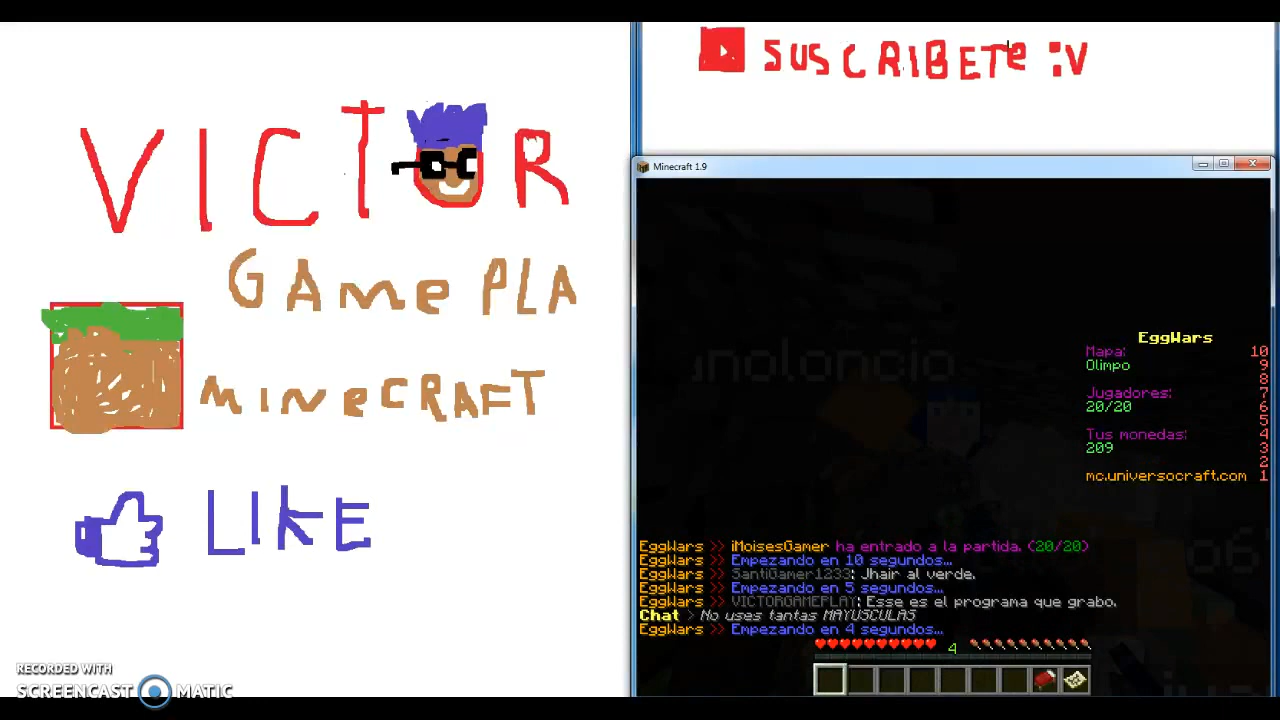 SUSCRIBETe :V
VICTOR
GAmePLA
mineCRAFT
LIKE
Minecraft 1.9
EggWars
Mapa: 10
Olimpo 9
8
Jugadores: 7
20/20 6
5
Tus monedas: 4
209 3
2
mc.universocraft.com 1
anoloncio
EggWars >> iMoisesGamer ha entrado a la partida. (20/20)
EggWars >> Empezando en 10 segundos...
EggWars >> SantiGamer1233: Jhair al verde.
EggWars >> Empezando en 5 segundos...
EggWars >> VICTORGAMEPLAY: Esse es el programa que grabo.
Chat > No uses tantas MAYUSCULAS
EggWars >> Empezando en 4 segundos...
4
RECORDED WITH
SCREENCAST MATIC